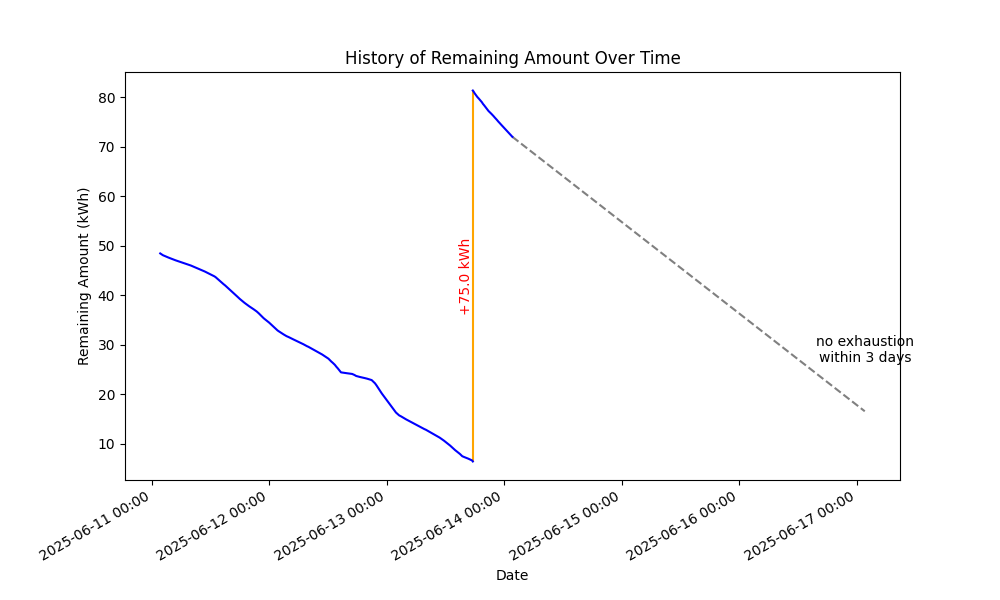 History of Remaining Amount Over Time
Remaining Amount (kWh)
80
70
60
50
40
30
20
10
+75.0 kWh
no exhaustion
within 3 days
2025-06-11 00:00
2025-06-12 00:00
2025-06-13 00:00
2025-06-14 00:00
2025-06-15 00:00
2025-06-16 00:00
2025-06-17 00:00
Date